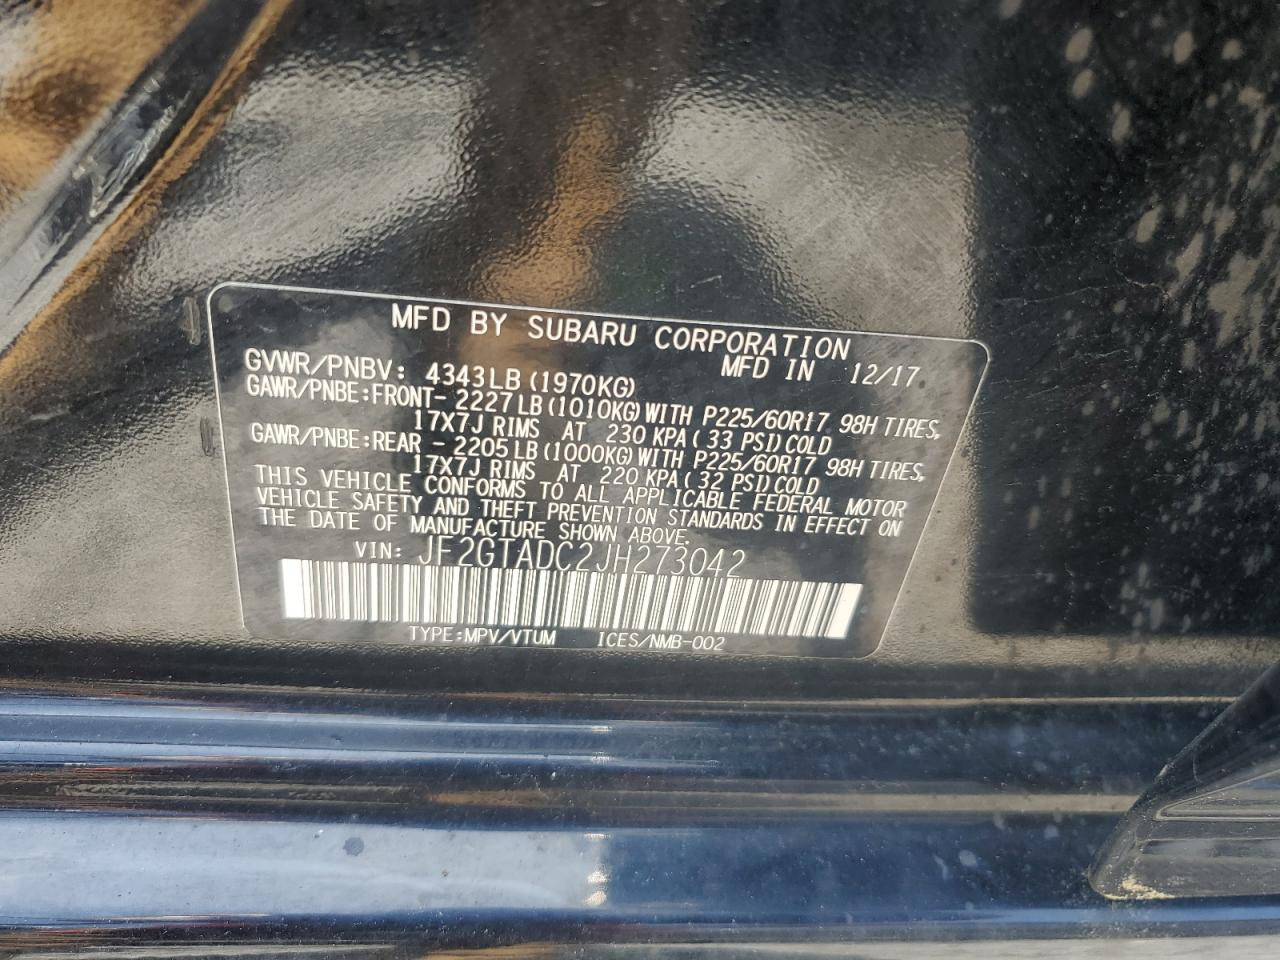 MFD BY SUBARU CORPORATION
MFD IN 12/17
GVWR/PNBV: 4343LB(1970KG)
GAWR/PNBE:FRONT- 2227LB(1010KG)WITH P225/60R17 98H TIRES,
17X7J RIMS AT 230 KPA(33 PSI)COLD
GAWR/PNBE:REAR - 2205LB(1000KG)WITH P225/60R17 98H TIRES,
17X7J RIMS AT 220 KPA(32 PSI)COLD
THIS VEHICLE CONFORMS TO ALL APPLICABLE FEDERAL MOTOR
VEHICLE SAFETY AND THEFT PREVENTION STANDARDS IN EFFECT ON
THE DATE OF MANUFACTURE SHOWN ABOVE.
VIN: JF2GTADC2JH273042
TYPE:MPV/VTUM ICES/NMB-002